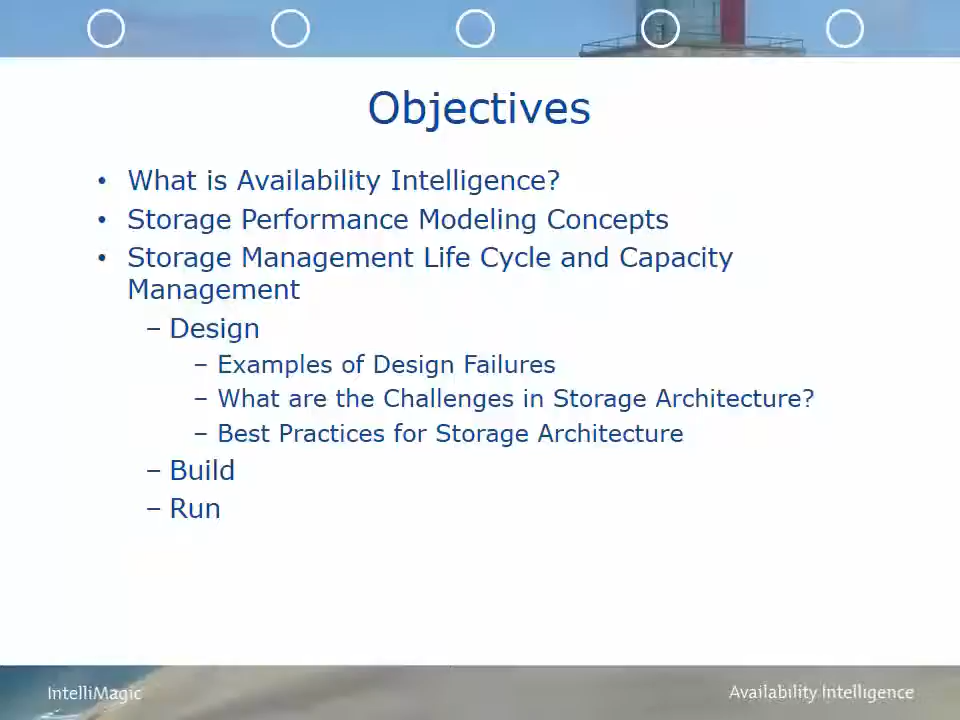 Objectives
• What is Availability Intelligence?
• Storage Performance Modeling Concepts
• Storage Management Life Cycle and Capacity
Management
– Design
– Examples of Design Failures
– What are the Challenges in Storage Architecture?
– Best Practices for Storage Architecture
– Build
– Run
IntelliMagic
Availability Intelligence